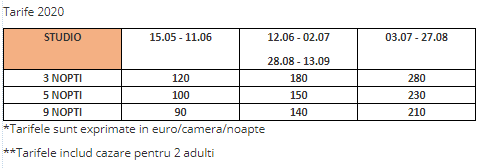 Tarife 2020
STUDIO 15.05 - 11.06 12.06 - 02.07 03.07 - 27.08
28.08 - 13.09
3 NOPTI 120 180 280
5 NOPTI 100 150 230
9 NOPTI 90 140 210
*Tarifele sunt exprimate in euro/camera/noapte
**Tarifele includ cazare pentru 2 adulti